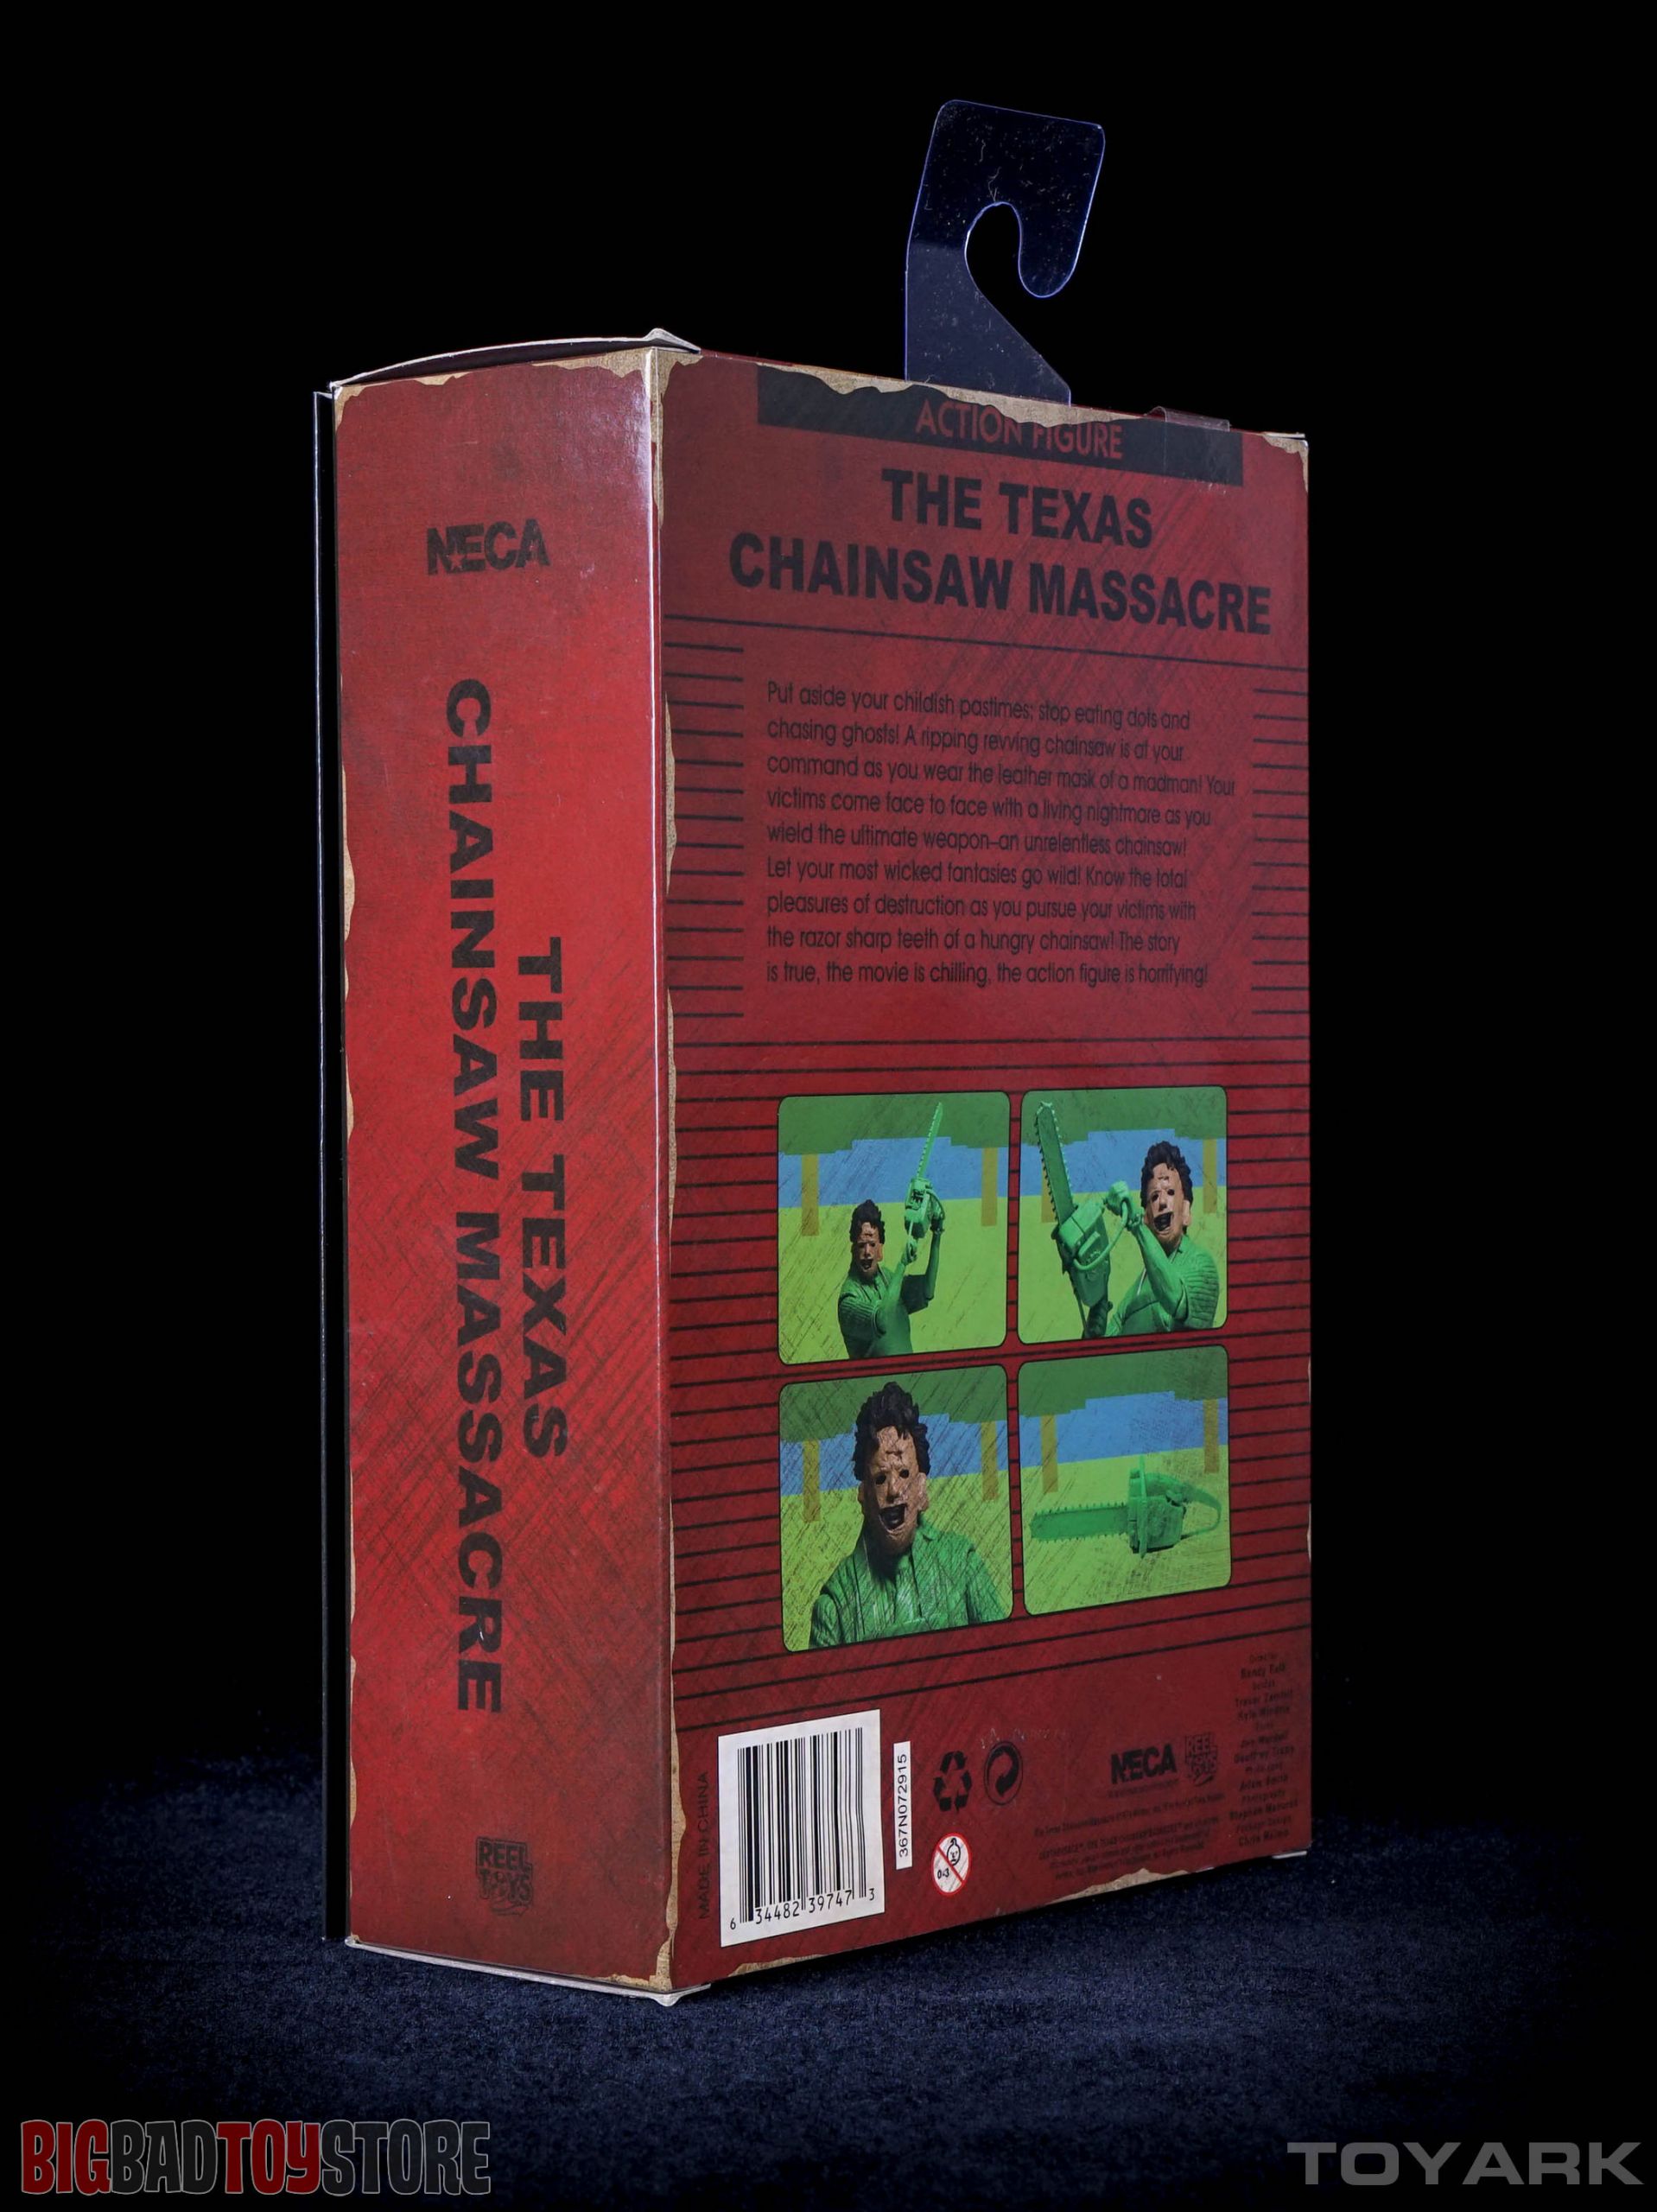 NECA
THE TEXAS
CHAINSAW MASSACRE
REEL
TOYS
ACTION FIGURE
THE TEXAS
CHAINSAW MASSACRE
Put aside your childish pastimes; stop eating dots and
chasing ghosts! A ripping revving chainsaw is at your
command as you wear the leather mask of a madman! Your
victims come face to face with a living nightmare as you
wield the ultimate weapon–an unrelentless chainsaw!
Let your most wicked fantasies go wild! Know the total
pleasures of destruction as you pursue your victims with
the razor sharp teeth of a hungry chainsaw! The story
is true, the movie is chilling, the action figure is horrifying!
MADE IN CHINA
6 34482 39747 3
367N072915
0-3
NECA
REEL
TOYS
BIGBADTOYSTORE
TOYARK